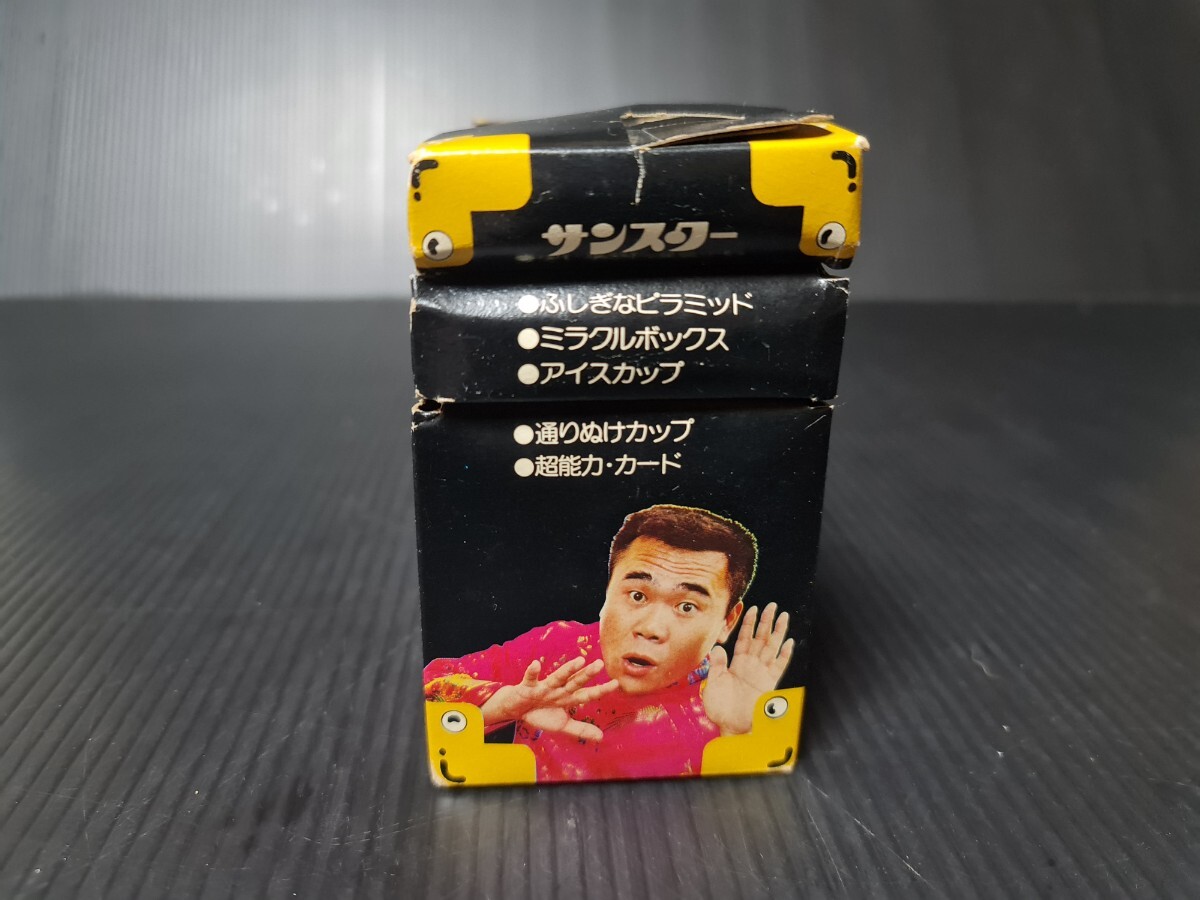 サンスター
●ふしぎなピラミッド
●ミラクルボックス
●アイスカップ
●通りぬけカップ
●超能力・カード